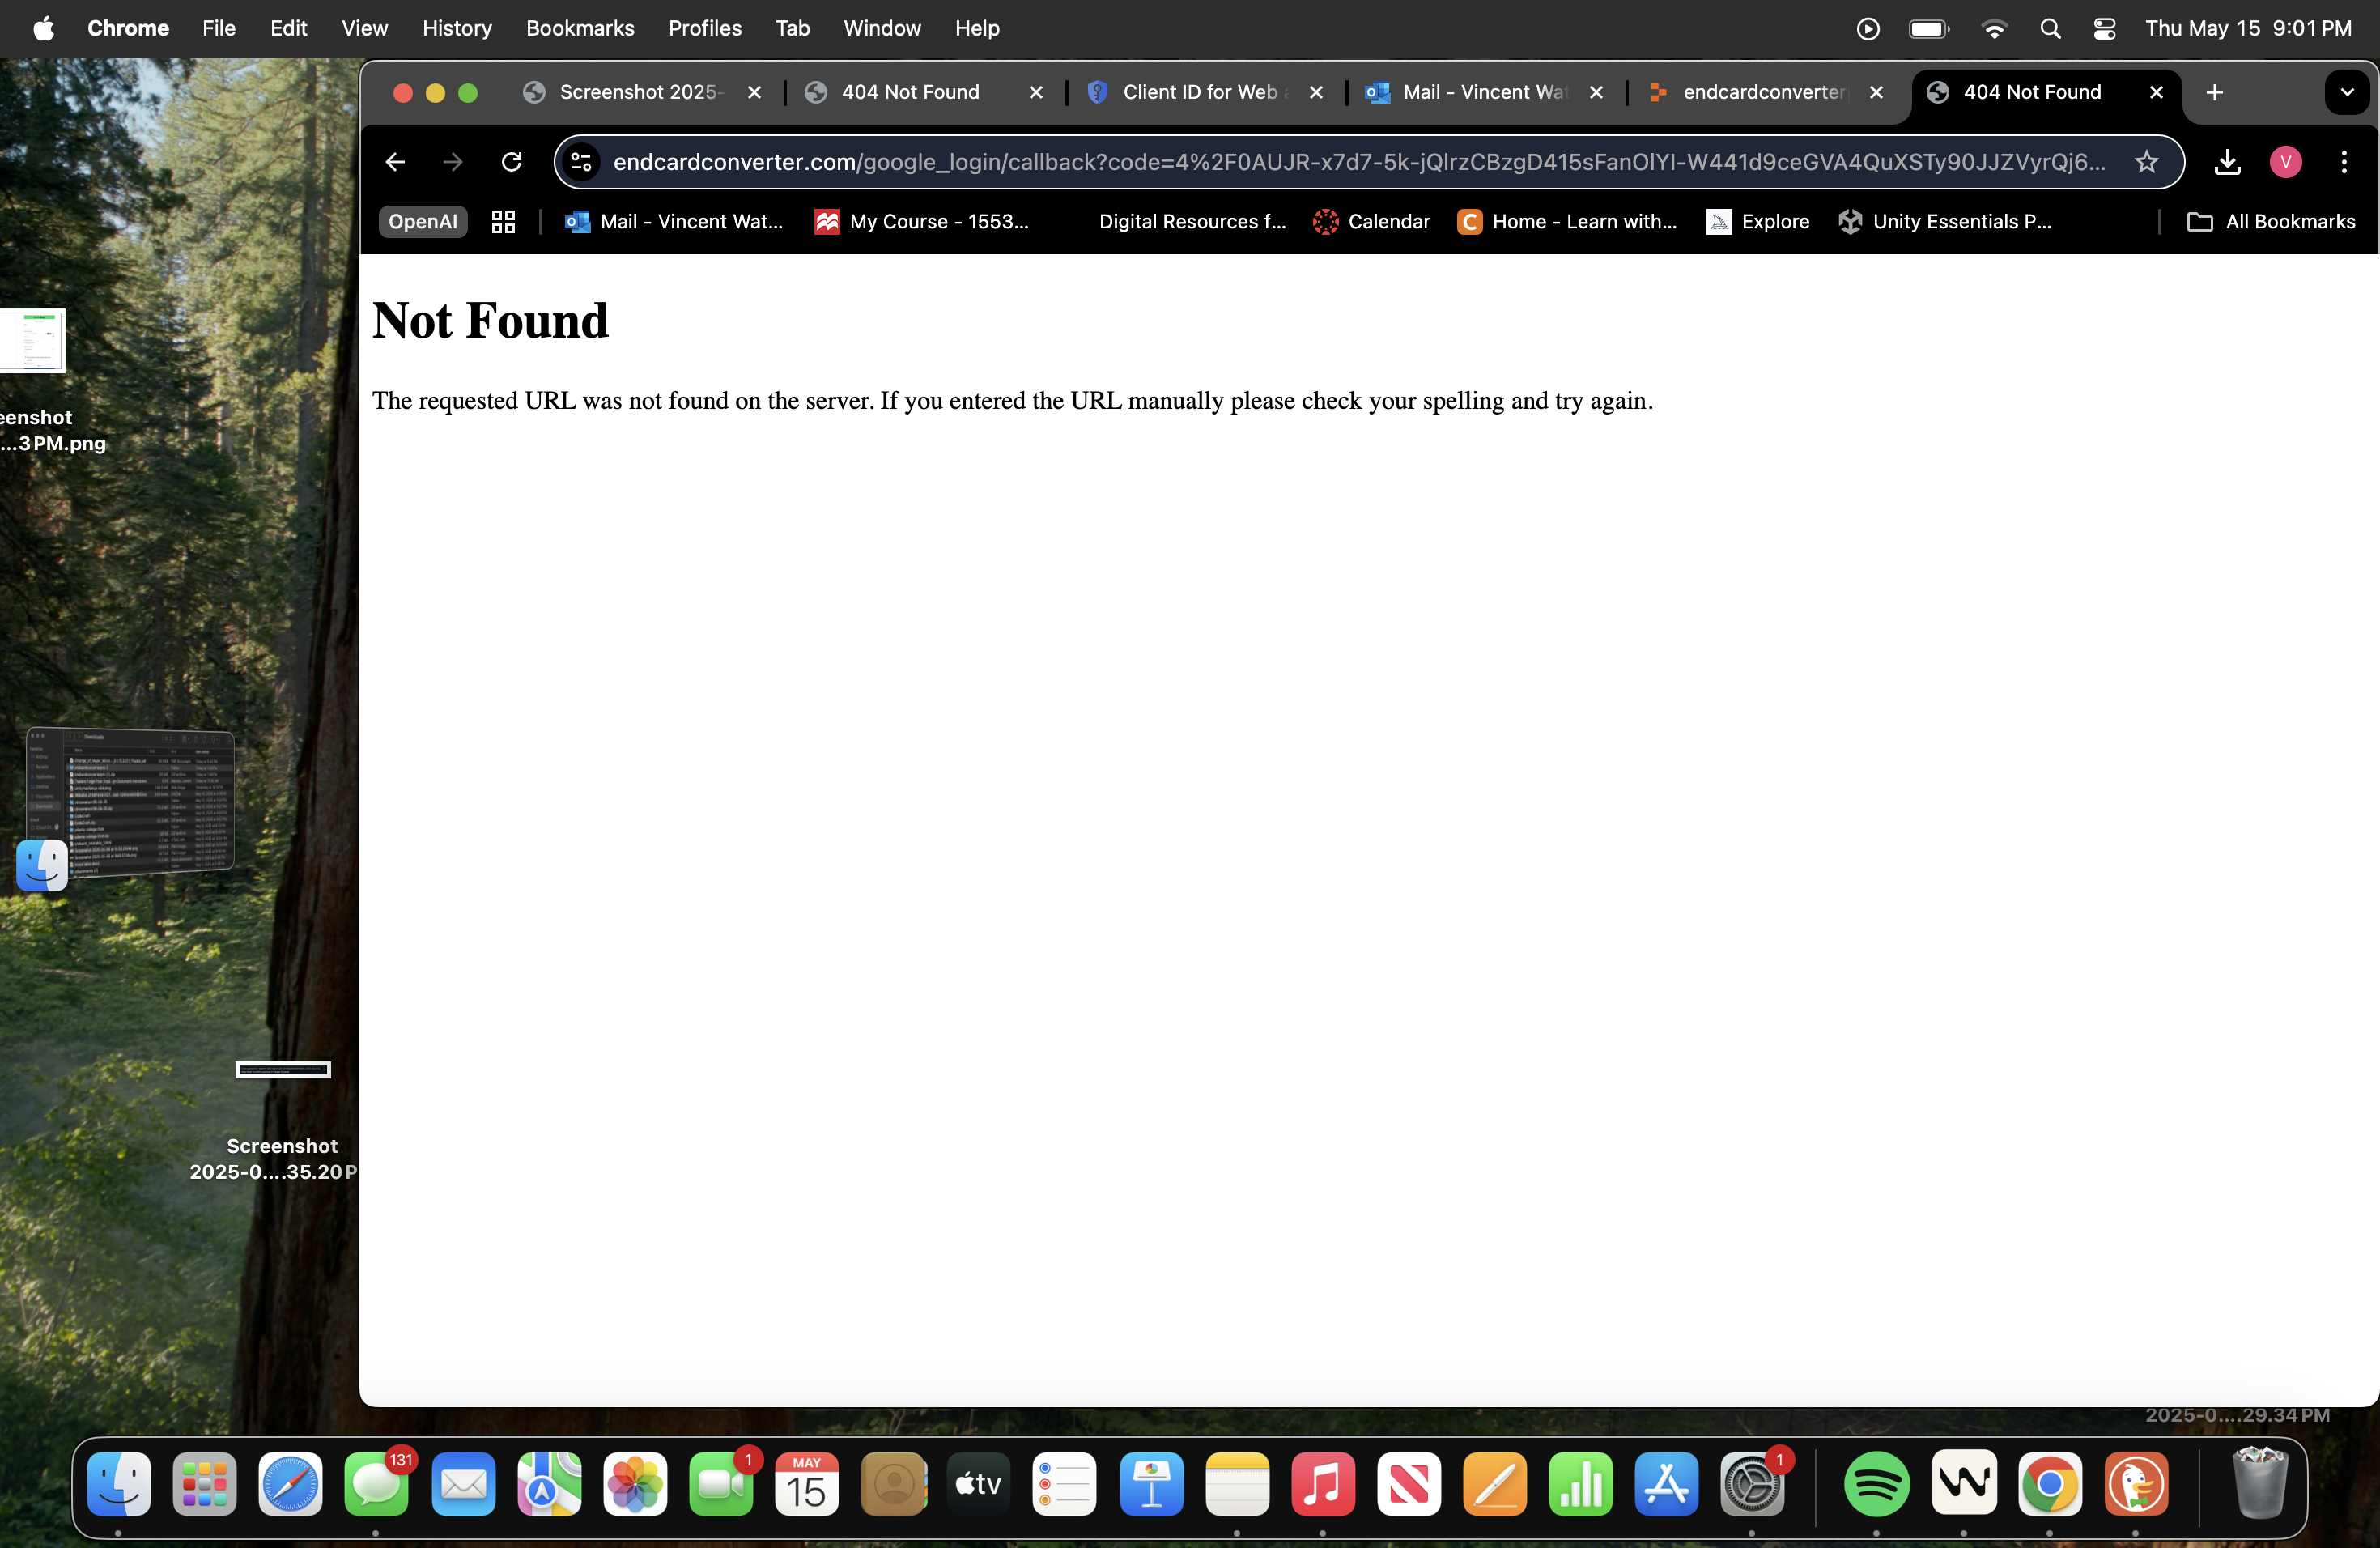 Chrome File Edit View History Bookmarks Profiles Tab Window Help Thu May 15 9:01 PM
Screenshot 2025- 404 Not Found Client ID for Web Mail - Vincent Wat endcardconverter 404 Not Found
endcardconverter.com/google_login/callback?code=4%2F0AUJR-x7d7-5k-jQlrzCBzgD415sFanOlYI-W441d9ceGVA4QuXSTy90JJZVyrQj6... V
OpenAI Mail - Vincent Wat... My Course - 1553... Digital Resources f... Calendar C Home - Learn with... Explore Unity Essentials P... All Bookmarks
Not Found
The requested URL was not found on the server. If you entered the URL manually please check your spelling and try again.
eenshot
...3 PM.png
Downloads
Screenshot
2025-0....35.20 P
2025-0....29.34 PM
131 1 MAY 15 tv 1